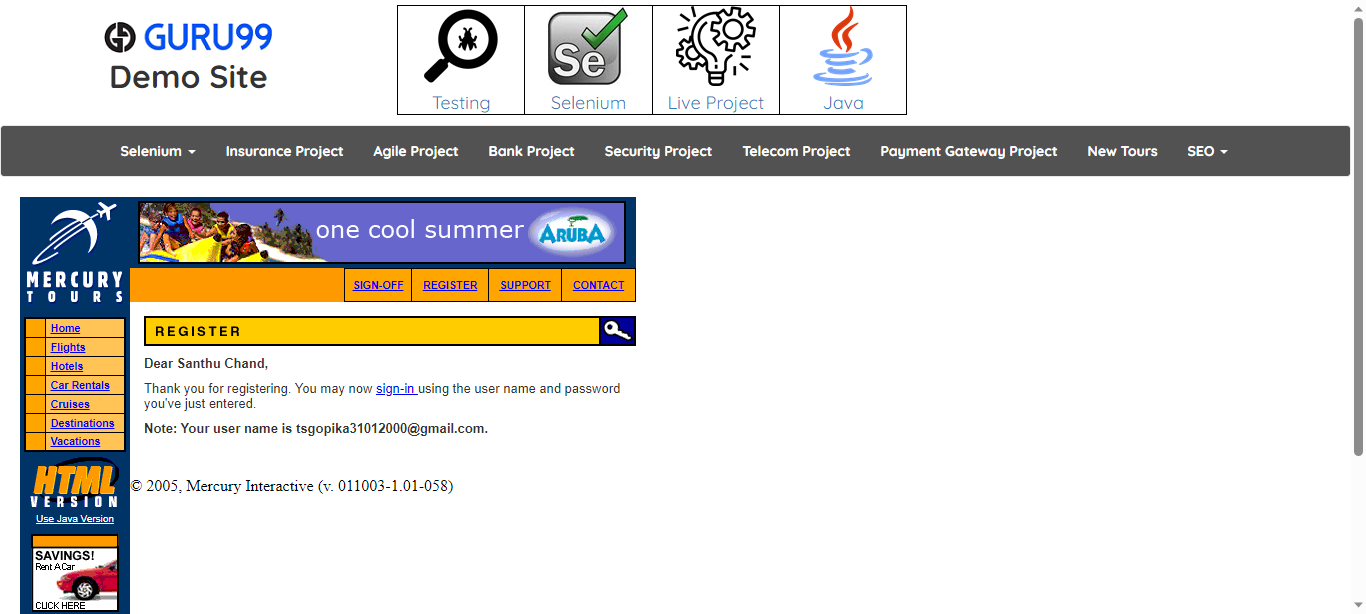 GURU99
Demo Site
Testing
Selenium
Live Project
Java
Se
Selenium
Insurance Project
Agile Project
Bank Project
Security Project
Telecom Project
Payment Gateway Project
New Tours
SEO
MERCURY
TOURS
one cool summer
ARUBA
SIGN-OFF
REGISTER
SUPPORT
CONTACT
Home
Flights
Hotels
Car Rentals
Cruises
Destinations
Vacations
HTML
VERSION
Use Java Version
SAVINGS!
Rent A Car
CLICK HERE
REGISTER
Dear Santhu Chand,
Thank you for registering. You may now sign-in using the user name and password
you've just entered.
Note: Your user name is tsgopika31012000@gmail.com.
© 2005, Mercury Interactive (v. 011003-1.01-058)